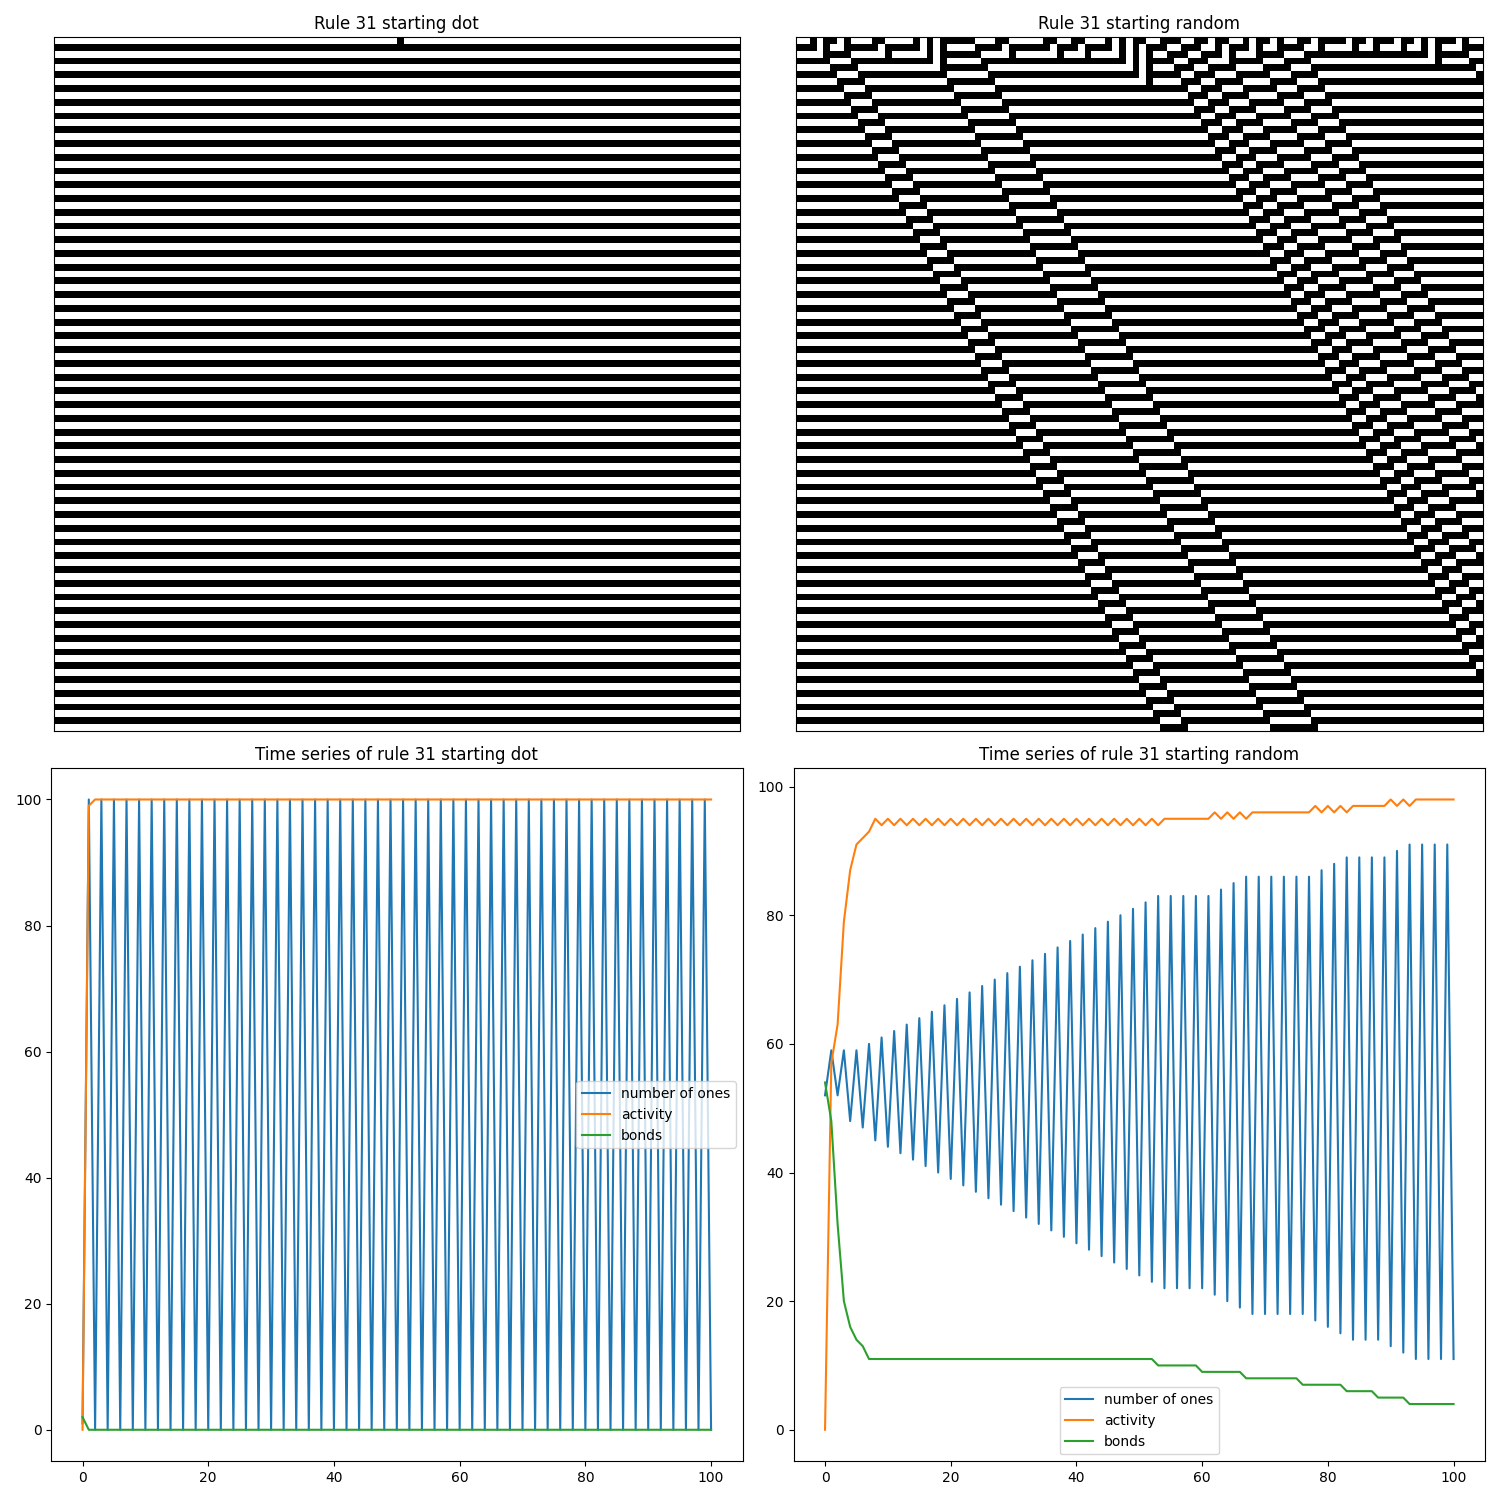 Rule 31 starting dot
Rule 31 starting random
Time series of rule 31 starting dot
100
80
60
40
20
0
number of ones
activity
bonds
0 20 40 60 80 100
Time series of rule 31 starting random
100
80
60
40
20
0
number of ones
activity
bonds
0 20 40 60 80 100